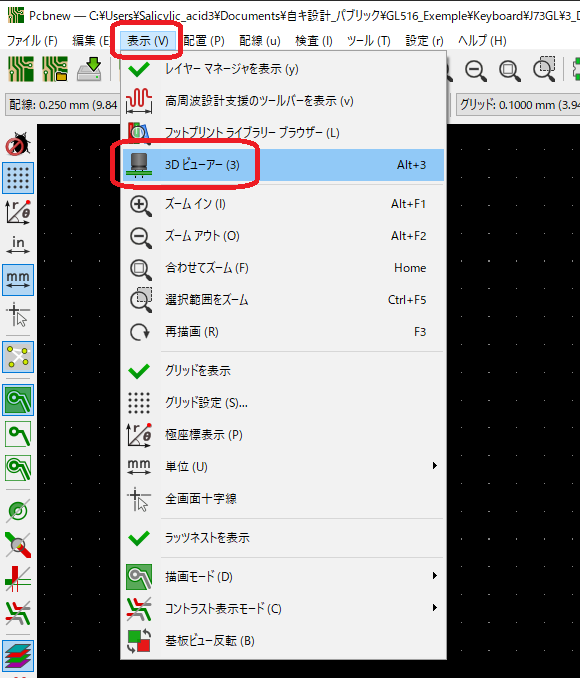 Pcbnew — C:¥Users¥Salicylic_acid3¥Documents¥自キ設計_パブリック¥GL516_Exemple¥Keyboard¥J73GL¥3_D
ファイル (F) 編集 (E 表示 (V) 配置 (P) 配線 (u) 検査 (I) ツール (T) 設定 (r) ヘルプ (H)
配線: 0.250 mm (9.84
グリッド: 0.1000 mm (3.94
レイヤー マネージャを表示 (y)
高周波設計支援のツールバーを表示 (v)
フットプリント ライブラリー ブラウザー (L)
3D ビューアー (3) Alt+3
ズーム イン (I) Alt+F1
ズーム アウト (O) Alt+F2
合わせてズーム (F) Home
選択範囲をズーム Ctrl+F5
再描画 (R) F3
グリッドを表示
グリッド設定 (S)...
極座標表示 (P)
mm 単位 (U)
全画面十字線
ラッツネストを表示
描画モード (D)
コントラスト表示モード (C)
基板ビュー反転 (B)
in
mm